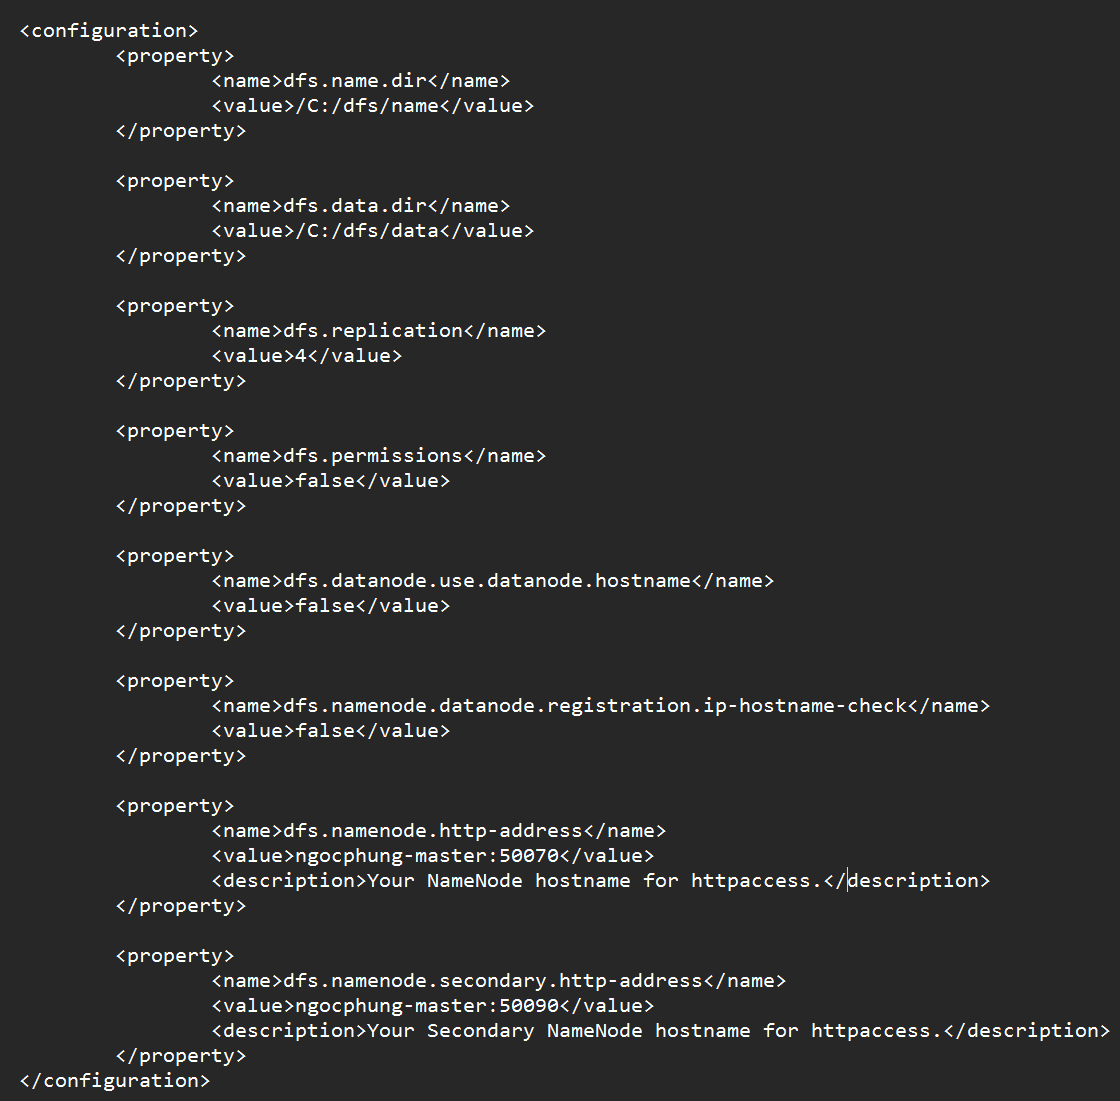 <configuration>
<property>
<name>dfs.name.dir</name>
<value>/C:/dfs/name</value>
</property>
<property>
<name>dfs.data.dir</name>
<value>/C:/dfs/data</value>
</property>
<property>
<name>dfs.replication</name>
<value>4</value>
</property>
<property>
<name>dfs.permissions</name>
<value>false</value>
</property>
<property>
<name>dfs.datanode.use.datanode.hostname</name>
<value>false</value>
</property>
<property>
<name>dfs.namenode.datanode.registration.ip-hostname-check</name>
<value>false</value>
</property>
<property>
<name>dfs.namenode.http-address</name>
<value>ngocphung-master:50070</value>
<description>Your NameNode hostname for httpaccess.</description>
</property>
<property>
<name>dfs.namenode.secondary.http-address</name>
<value>ngocphung-master:50090</value>
<description>Your Secondary NameNode hostname for httpaccess.</description>
</property>
</configuration>